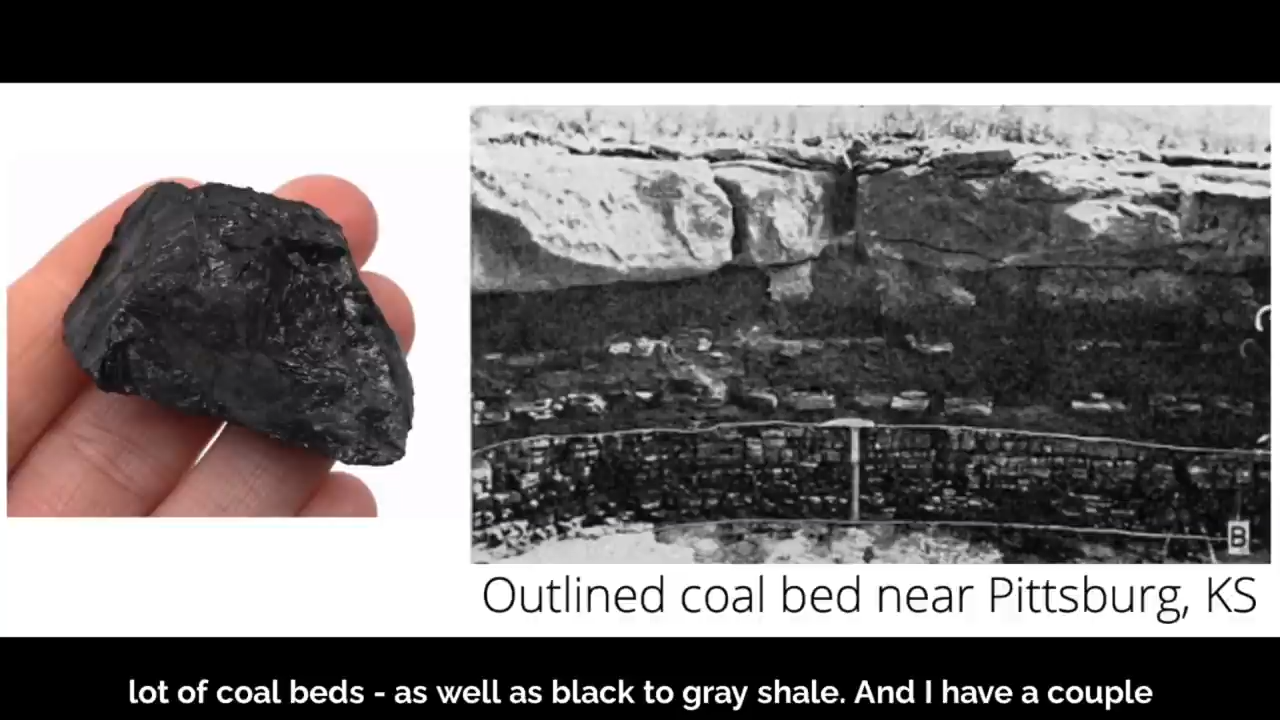 B
Outlined coal bed near Pittsburg, KS
lot of coal beds - as well as black to gray shale. And I have a couple